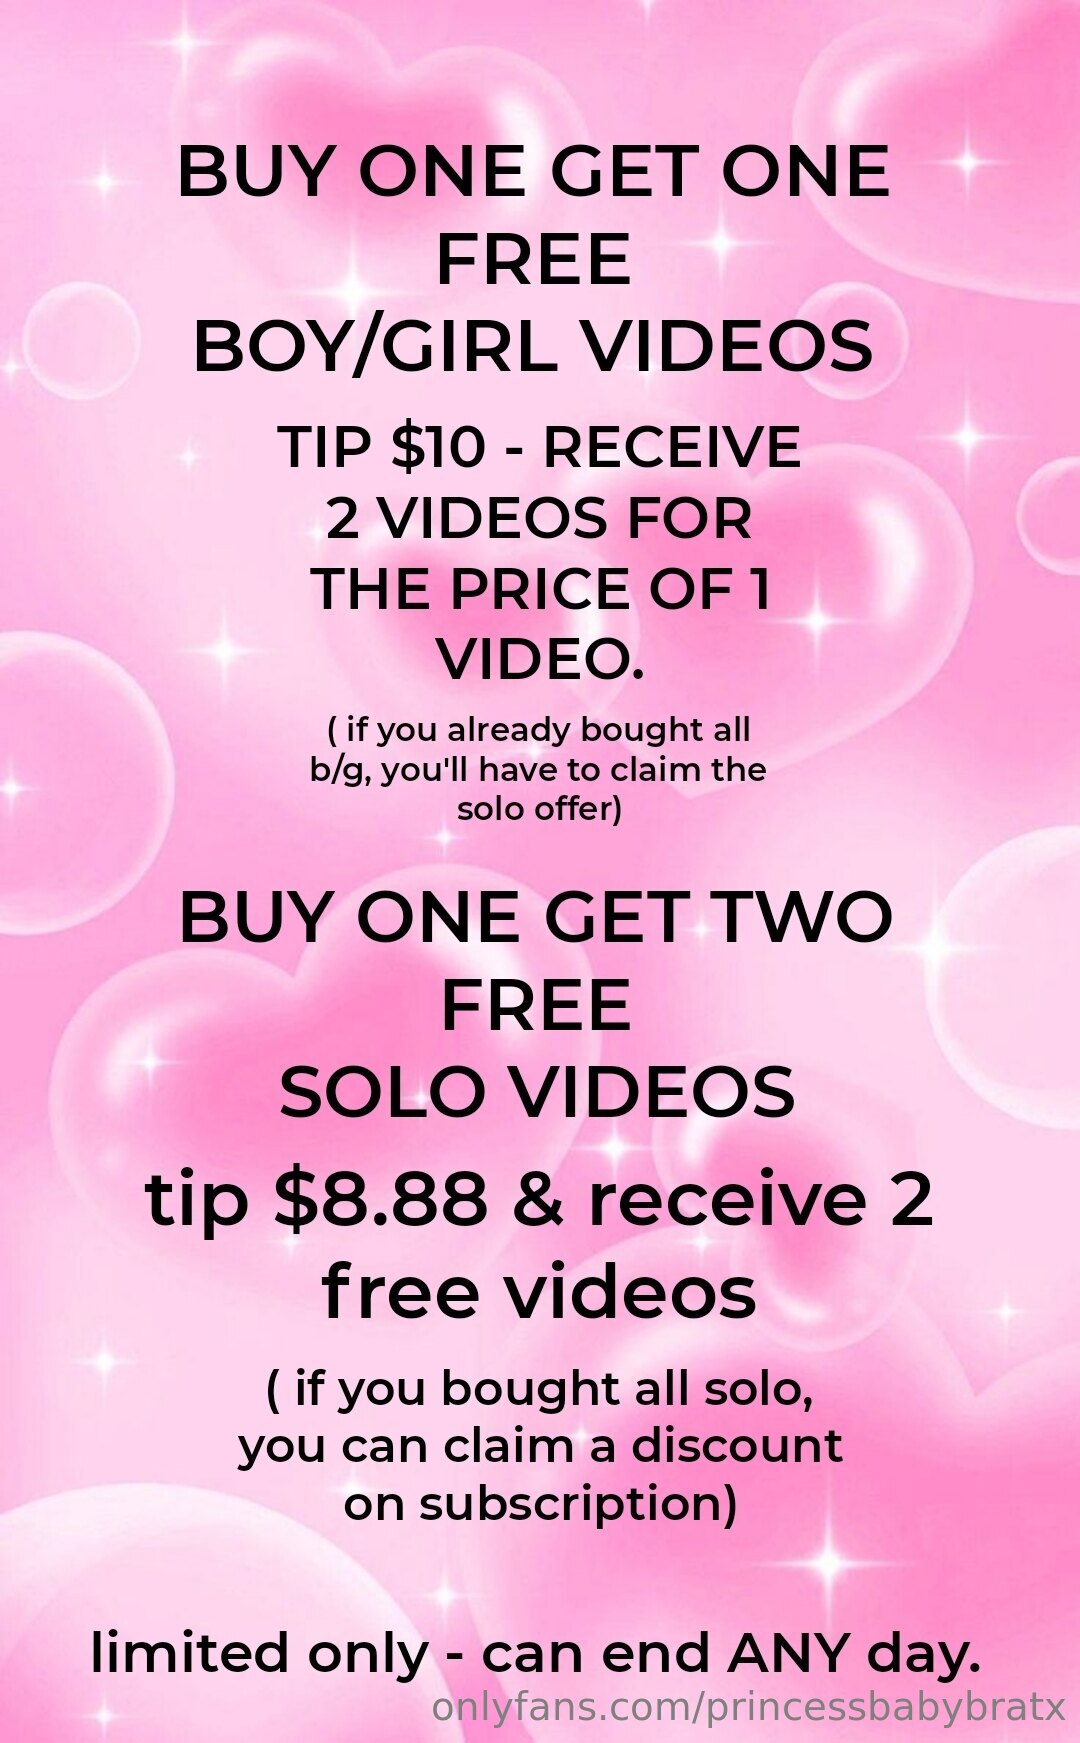 BUY ONE GET ONE
FREE
BOY/GIRL VIDEOS
TIP $10 - RECEIVE
2 VIDEOS FOR
THE PRICE OF 1
VIDEO.
( if you already bought all
b/g, you'll have to claim the
solo offer)
BUY ONE GET TWO
FREE
SOLO VIDEOS
tip $8.88 & receive 2
free videos
( if you bought all solo,
you can claim a discount
on subscription)
limited only - can end ANY day.
onlyfans.com/princessbabybratx